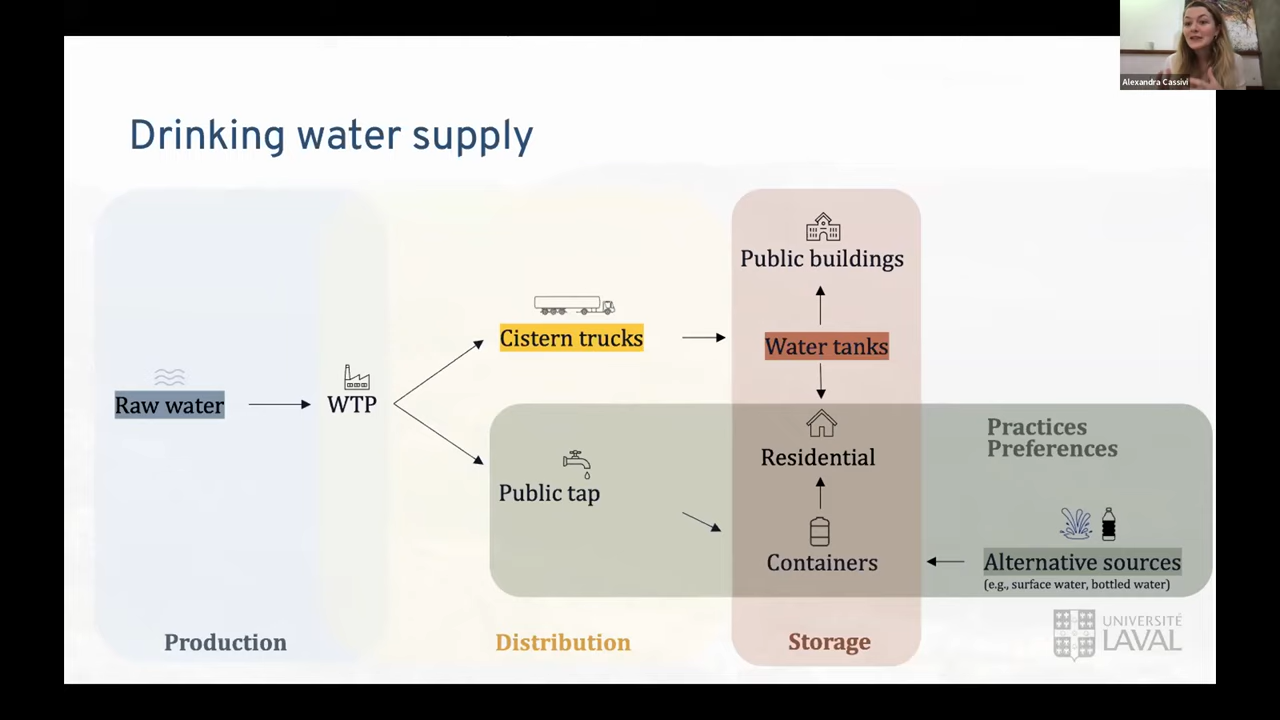 Alexandra Cassivi
Drinking water supply
Public buildings
Cistern trucks
Water tanks
Raw water
WTP
Practices
Preferences
Residential
Public tap
Containers
Alternative sources
(e.g., surface water, bottled water)
Production
Distribution
Storage
UNIVERSITÉ
LAVAL